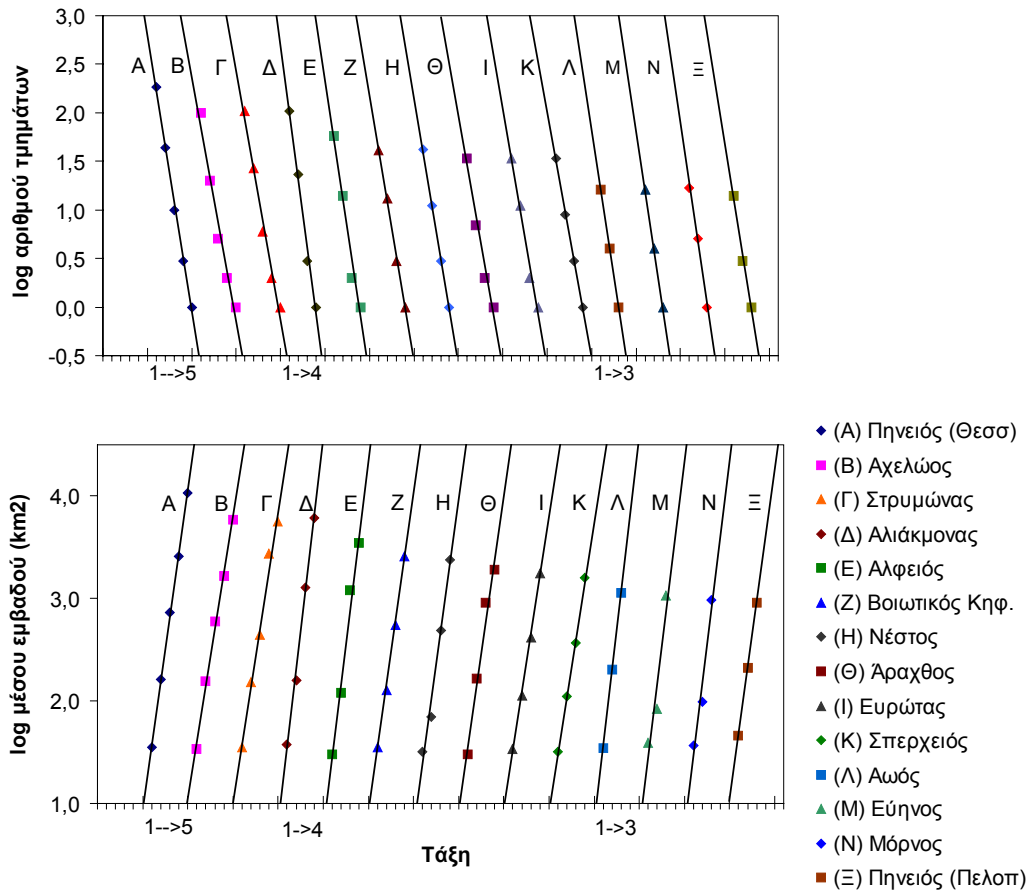 3,0
2,5
2,0
1,5
1,0
0,5
0,0
-0,5
log αριθμού τμημάτων
Α Β Γ Δ Ε Ζ Η Θ Ι Κ Λ Μ Ν Ξ
1-->5 1->4 1->3
4,0
3,0
2,0
1,0
log μέσου εμβαδού (km2)
Α Β Γ Δ Ε Ζ Η Θ Ι Κ Λ Μ Ν Ξ
1-->5 1->4 1->3
Τάξη
(Α) Πηνειός (Θεσσ)
(Β) Αχελώος
(Γ) Στρυμώνας
(Δ) Αλιάκμονας
(Ε) Αλφειός
(Ζ) Βοιωτικός Κηφ.
(Η) Νέστος
(Θ) Άραχθος
(Ι) Ευρώτας
(Κ) Σπερχειός
(Λ) Αωός
(Μ) Εύηνος
(Ν) Μόρνος
(Ξ) Πηνειός (Πελοπ)